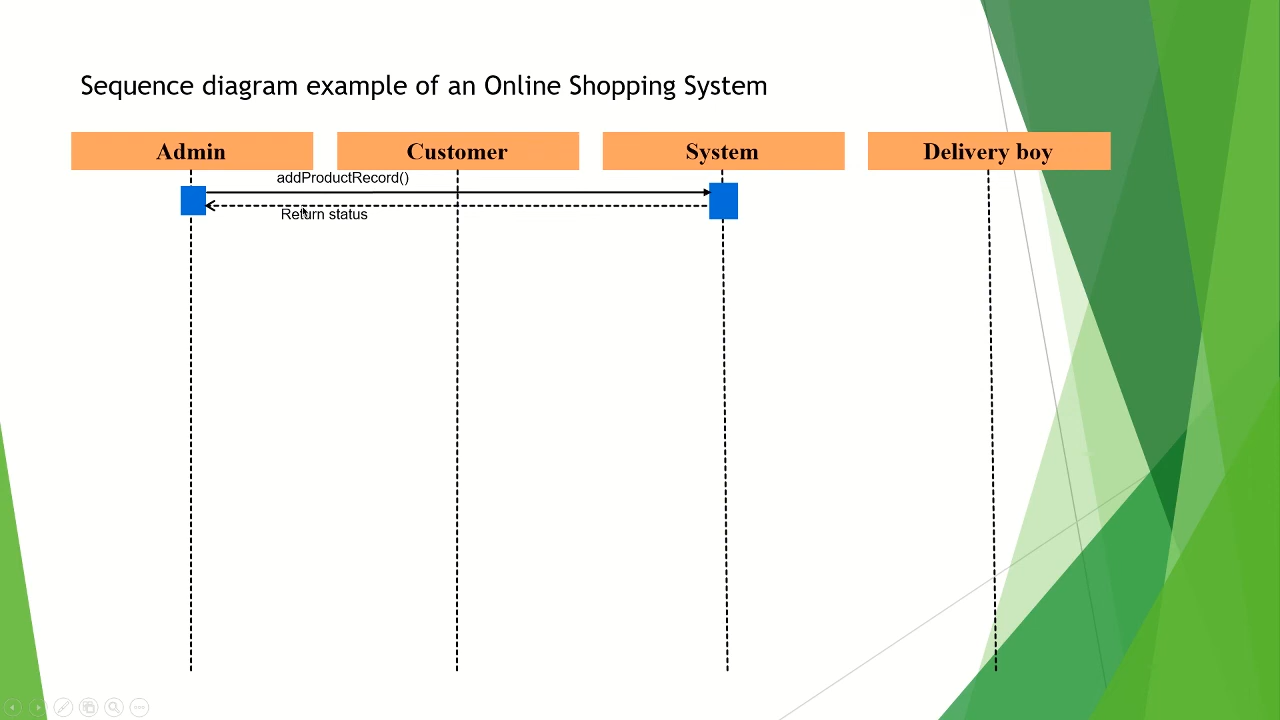 Sequence diagram example of an Online Shopping System
Admin
Customer
System
Delivery boy
addProductRecord()
Return status